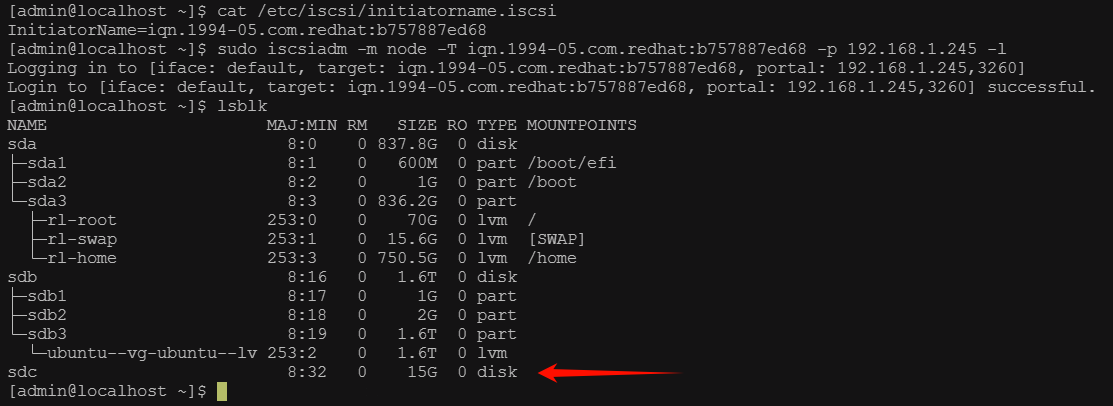 [admin@localhost ~]$ cat /etc/iscsi/initiatorname.iscsi
InitiatorName=iqn.1994-05.com.redhat:b757887ed68
[admin@localhost ~]$ sudo iscsiadm -m node -T iqn.1994-05.com.redhat:b757887ed68 -p 192.168.1.245 -l
Logging in to [iface: default, target: iqn.1994-05.com.redhat:b757887ed68, portal: 192.168.1.245,3260]
Login to [iface: default, target: iqn.1994-05.com.redhat:b757887ed68, portal: 192.168.1.245,3260] successful.
[admin@localhost ~]$ lsblk
NAME                      MAJ:MIN RM   SIZE RO TYPE MOUNTPOINTS
sda                         8:0    0 837.8G  0 disk
├─sda1                      8:1    0   600M  0 part /boot/efi
├─sda2                      8:2    0     1G  0 part /boot
└─sda3                      8:3    0 836.2G  0 part
  ├─rl-root               253:0    0    70G  0 lvm  /
  ├─rl-swap               253:1    0  15.6G  0 lvm  [SWAP]
  └─rl-home               253:3    0 750.5G  0 lvm  /home
sdb                         8:16   0   1.6T  0 disk
├─sdb1                      8:17   0     1G  0 part
├─sdb2                      8:18   0     2G  0 part
└─sdb3                      8:19   0   1.6T  0 part
  └─ubuntu--vg-ubuntu--lv 253:2    0   1.6T  0 lvm
sdc                         8:32   0    15G  0 disk
[admin@localhost ~]$